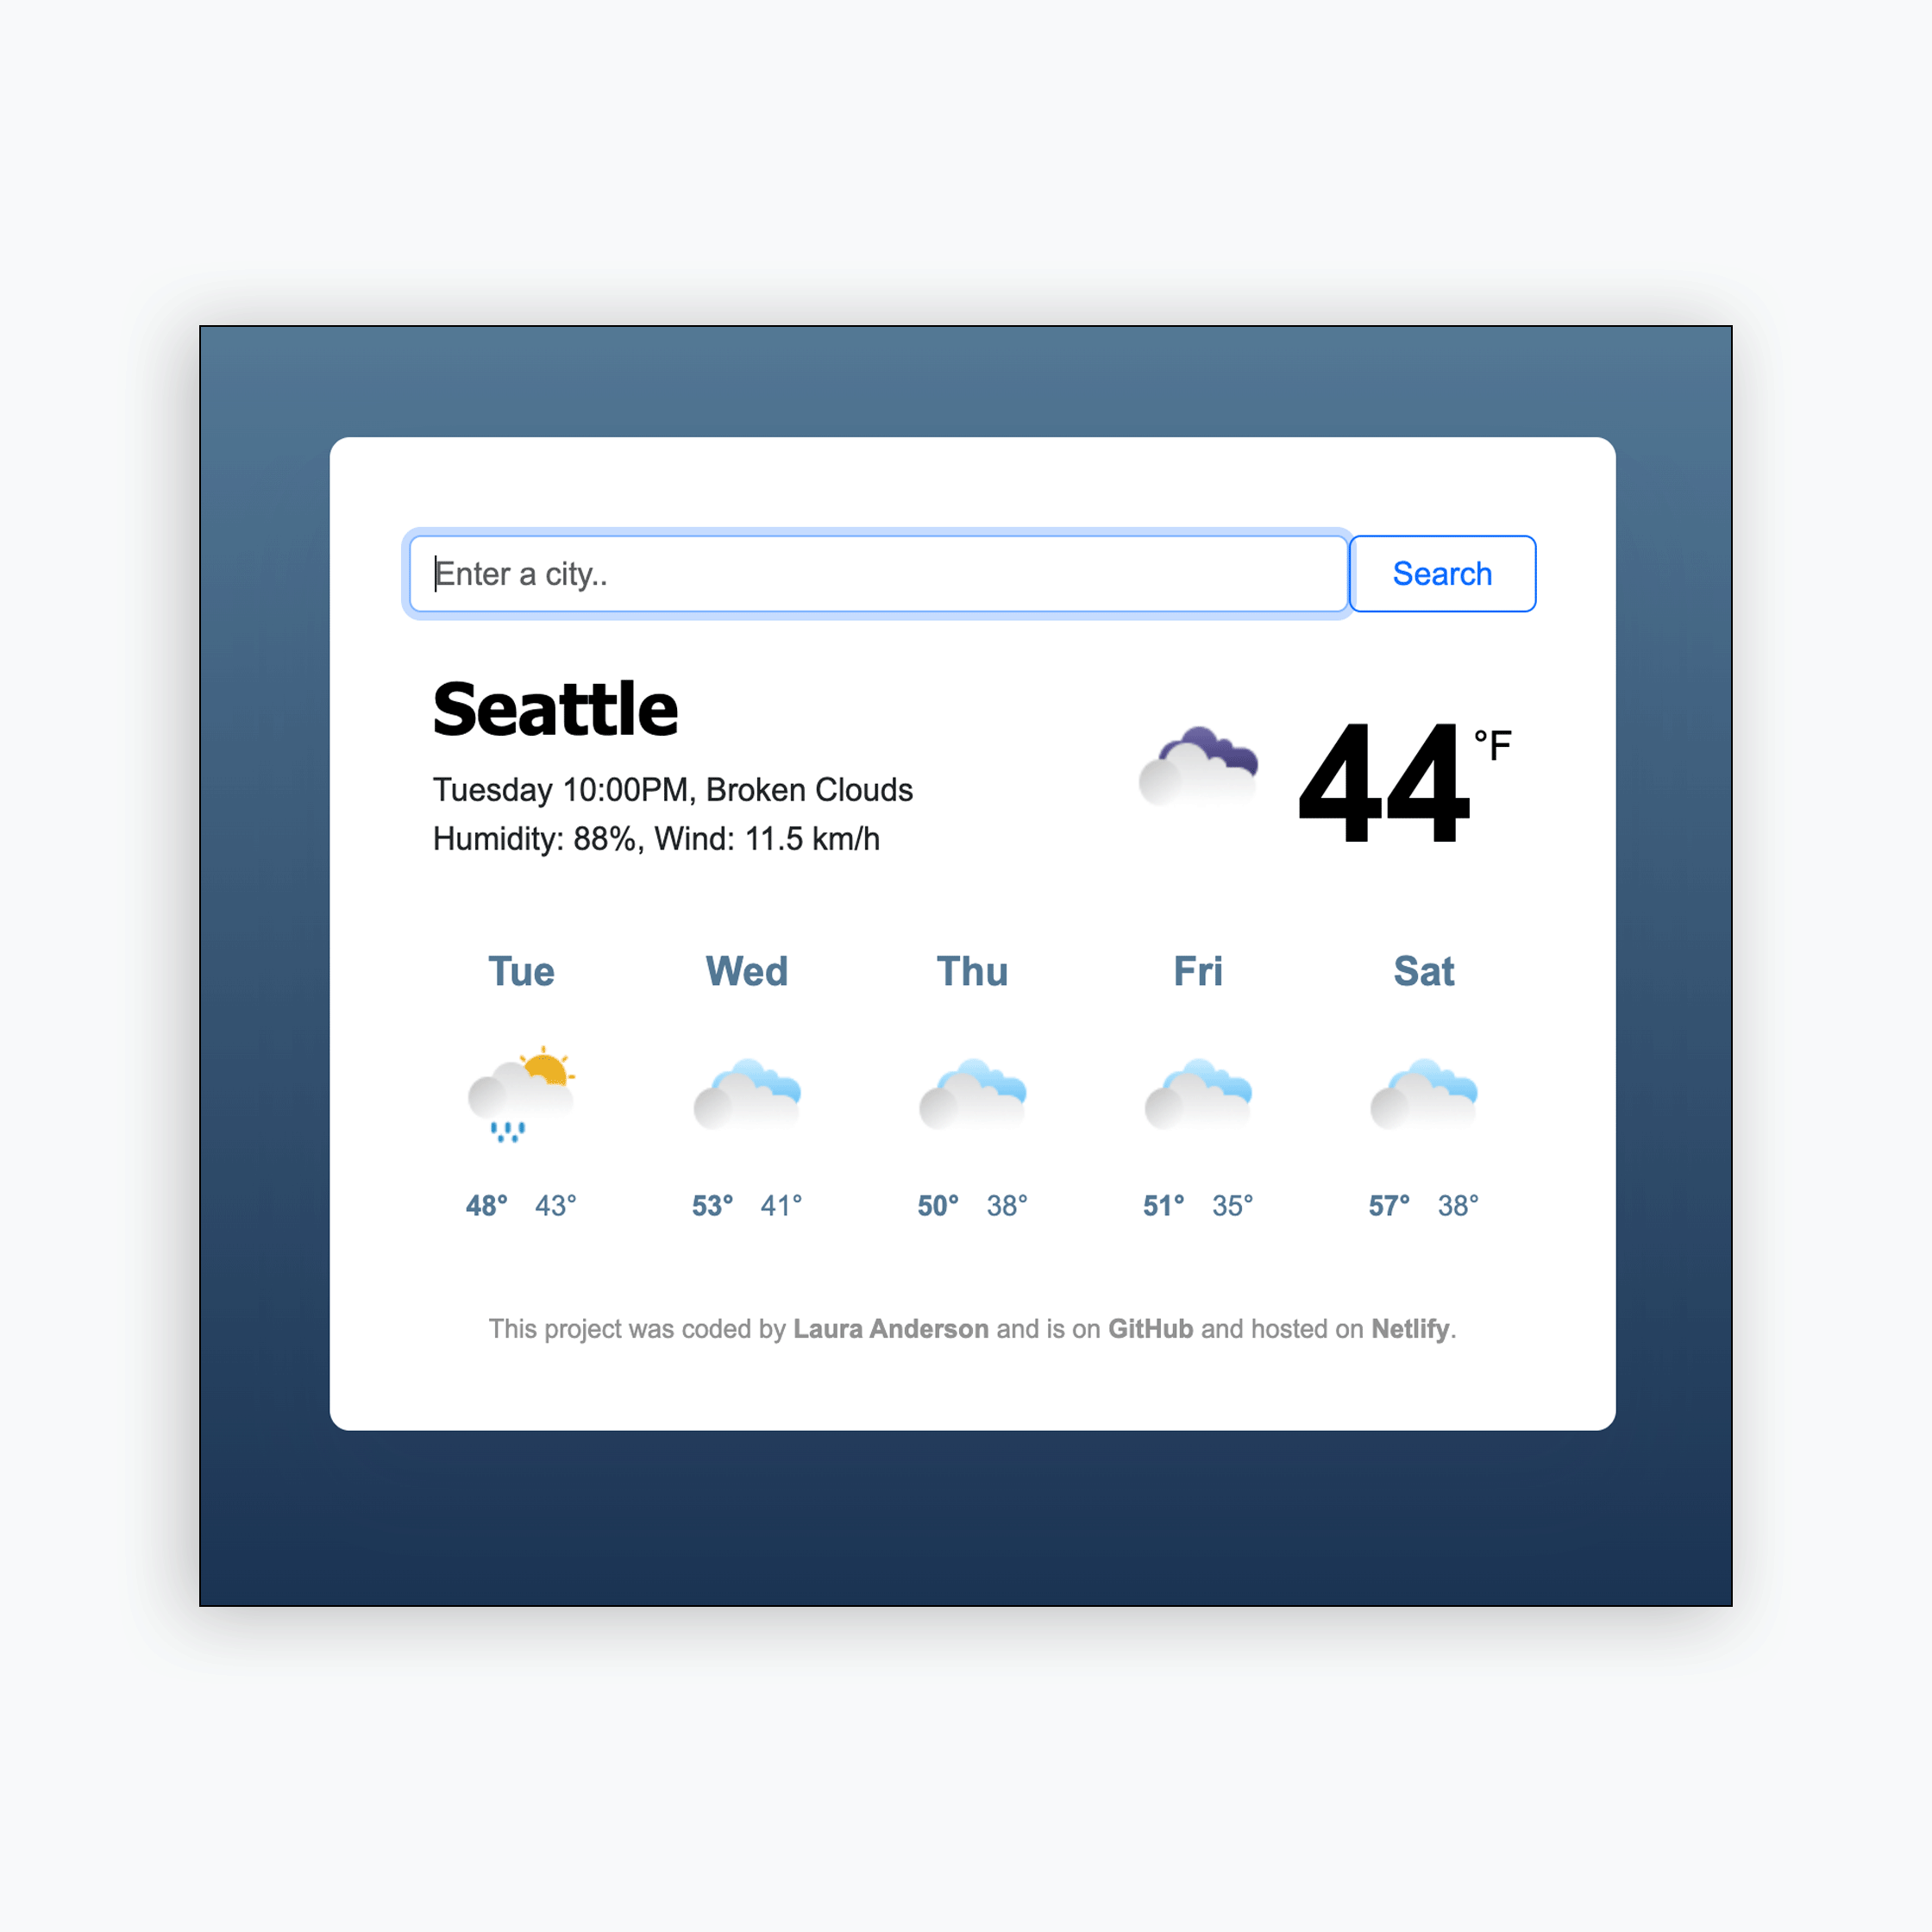 Enter a city..
Search
Seattle
Tuesday 10:00PM, Broken Clouds
Humidity: 88%, Wind: 11.5 km/h
44 °F
Tue Wed Thu Fri Sat
48° 43° 53° 41° 50° 38° 51° 35° 57° 38°
This project was coded by Laura Anderson and is on GitHub and hosted on Netlify.